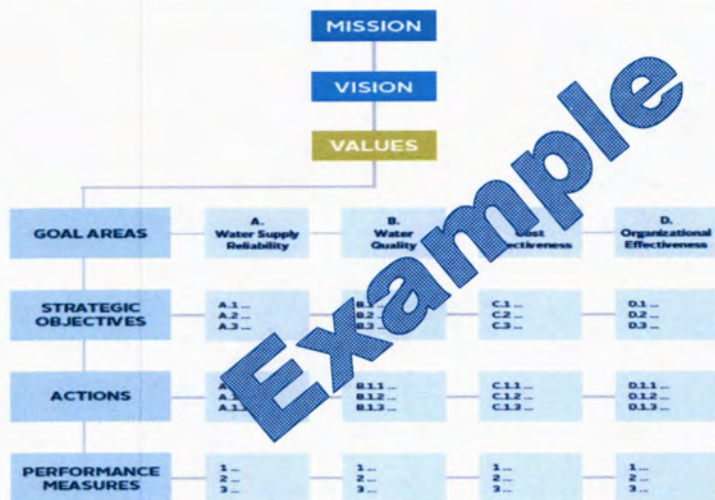 MISSION
VISION
VALUES
GOAL AREAS
A.
Water Supply
Reliability
B.
Water
Quality
Cost
D.
Organizational
Effectiveness
STRATEGIC
OBJECTIVES
A.1 ...
A.2 ...
A.3 ...
B.1 ...
B.2 ...
B.3 ...
C.1 ...
C.2 ...
C.3 ...
D.1 ...
D.2 ...
D.3 ...
ACTIONS
B.1.1 ...
B.1.2 ...
B.1.3 ...
C.1.1 ...
C.1.2 ...
C.1.3 ...
D.1.1 ...
D.1.2 ...
D.1.3 ...
PERFORMANCE
MEASURES
1 ...
2 ...
3 ...
1 ...
2 ...
3 ...
1 ...
2 ...
3 ...
1 ...
2 ...
3 ...
Example